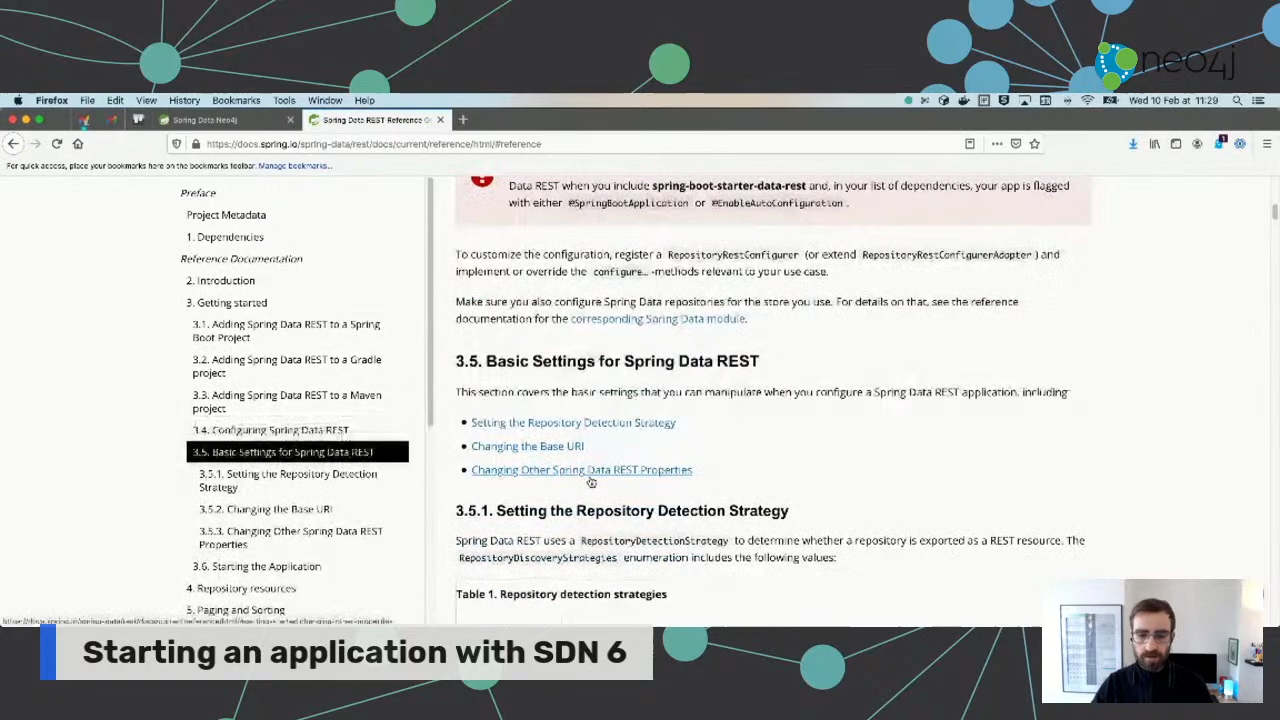 neo4j
Firefox File Edit View History Bookmarks Tools Window Help
Wed 10 Feb at 11:29
Spring Data Neo4j
Spring Data REST Reference G
https://docs.spring.io/spring-data/rest/docs/current/reference/html/#reference
For quick access, place your bookmarks here on the bookmarks toolbar. Manage bookmarks...
Preface
Project Metadata
1. Dependencies
Reference Documentation
2. Introduction
3. Getting started
3.1. Adding Spring Data REST to a Spring
Boot Project
3.2. Adding Spring Data REST to a Gradle
project
3.3. Adding Spring Data REST to a Maven
project
3.4. Configuring Spring Data REST
3.5. Basic Settings for Spring Data REST
3.5.1. Setting the Repository Detection
Strategy
3.5.2. Changing the Base URI
3.5.3. Changing Other Spring Data REST
Properties
3.6. Starting the Application
4. Repository resources
5. Paging and Sorting
Data REST when you include spring-boot-starter-data-rest and, in your list of dependencies, your app is flagged
with either @SpringBootApplication or @EnableAutoConfiguration.
To customize the configuration, register a RepositoryRestConfigurer (or extend RepositoryRestConfigurerAdapter) and
implement or override the configure… -methods relevant to your use case.
Make sure you also configure Spring Data repositories for the store you use. For details on that, see the reference
documentation for the corresponding Spring Data module.
3.5. Basic Settings for Spring Data REST
This section covers the basic settings that you can manipulate when you configure a Spring Data REST application, including:
• Setting the Repository Detection Strategy
• Changing the Base URI
• Changing Other Spring Data REST Properties
3.5.1. Setting the Repository Detection Strategy
Spring Data REST uses a RepositoryDetectionStrategy to determine whether a repository is exported as a REST resource. The
RepositoryDiscoveryStrategies enumeration includes the following values:
Table 1. Repository detection strategies
Starting an application with SDN 6